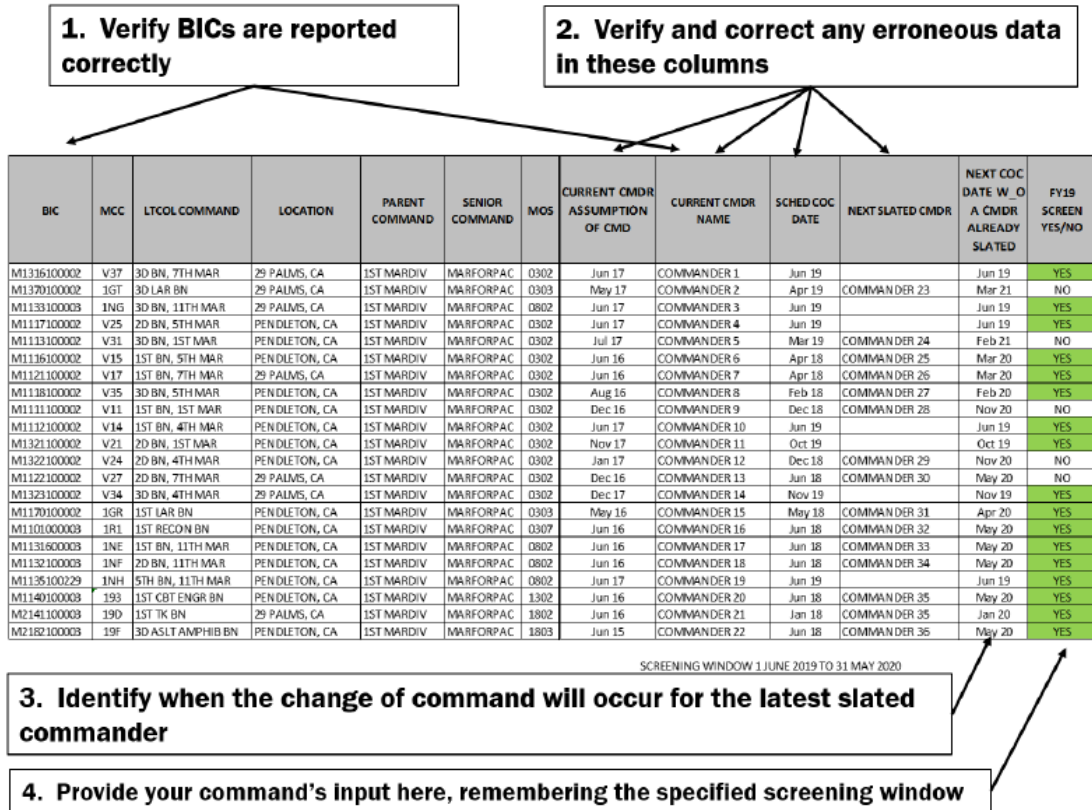 1. Verify BICs are reported
correctly
2. Verify and correct any erroneous data
in these columns
BIC MCC LTCOL COMMAND LOCATION PARENT COMMAND SENIOR COMMAND MOS CURRENT CMDR ASSUMPTION OF CMD CURRENT CMDR NAME SCHED COC DATE NEXT SLATED CMDR NEXT COC DATE W_O A CMDR ALREADY SLATED FY19 SCREEN YES/NO
M1316100002 V37 3D BN, 7TH MAR 29 PALMS, CA 1ST MARDIV MARFORPAC 0302 Jun 17 COMMANDER 1 Jun 19 Jun 19 YES
M1370100002 1GT 3D LAR BN 29 PALMS, CA 1ST MARDIV MARFORPAC 0303 May 17 COMMANDER 2 Apr 19 COMMANDER 23 Mar 21 NO
M1133100003 1NG 3D BN, 11TH MAR 29 PALMS, CA 1ST MARDIV MARFORPAC 0802 Jun 17 COMMANDER 3 Jun 19 Jun 19 YES
M1117100002 V25 2D BN, 5TH MAR PENDLETON, CA 1ST MARDIV MARFORPAC 0302 Jun 17 COMMANDER 4 Jun 19 Jun 19 YES
M1113100002 V31 3D BN, 1ST MAR PENDLETON, CA 1ST MARDIV MARFORPAC 0302 Jul 17 COMMANDER 5 Mar 19 COMMANDER 24 Feb 21 NO
M1116100002 V15 1ST BN, 5TH MAR PENDLETON, CA 1ST MARDIV MARFORPAC 0302 Jun 16 COMMANDER 6 Apr 18 COMMANDER 25 Mar 20 YES
M1121100002 V17 1ST BN, 7TH MAR 29 PALMS, CA 1ST MARDIV MARFORPAC 0302 Jun 16 COMMANDER 7 Apr 18 COMMANDER 26 Mar 20 YES
M1118100002 V35 3D BN, 5TH MAR PENDLETON, CA 1ST MARDIV MARFORPAC 0302 Aug 16 COMMANDER 8 Feb 18 COMMANDER 27 Feb 20 YES
M1111100002 V11 1ST BN, 1ST MAR PENDLETON, CA 1ST MARDIV MARFORPAC 0302 Dec 16 COMMANDER 9 Dec 18 COMMANDER 28 Nov 20 NO
M1112100002 V14 1ST BN, 4TH MAR PENDLETON, CA 1ST MARDIV MARFORPAC 0302 Jun 17 COMMANDER 10 Jun 19 Jun 19 YES
M1321100002 V21 2D BN, 1ST MAR PENDLETON, CA 1ST MARDIV MARFORPAC 0302 Nov 17 COMMANDER 11 Oct 19 Oct 19 YES
M1322100002 V24 2D BN, 4TH MAR PENDLETON, CA 1ST MARDIV MARFORPAC 0302 Jan 17 COMMANDER 12 Dec 18 COMMANDER 29 Nov 20 NO
M1122100002 V27 2D BN, 7TH MAR 29 PALMS, CA 1ST MARDIV MARFORPAC 0302 Dec 16 COMMANDER 13 Jun 18 COMMANDER 30 May 20 NO
M1323100002 V34 3D BN, 4TH MAR 29 PALMS, CA 1ST MARDIV MARFORPAC 0302 Dec 17 COMMANDER 14 Nov 19 Nov 19 YES
M1170100002 1GR 1ST LAR BN PENDLETON, CA 1ST MARDIV MARFORPAC 0303 May 16 COMMANDER 15 May 18 COMMANDER 31 Apr 20 YES
M1101000003 1R1 1ST RECON BN PENDLETON, CA 1ST MARDIV MARFORPAC 0307 Jun 16 COMMANDER 16 Jun 18 COMMANDER 32 May 20 YES
M1131600003 1NE 1ST BN, 11TH MAR PENDLETON, CA 1ST MARDIV MARFORPAC 0802 Jun 16 COMMANDER 17 Jun 18 COMMANDER 33 May 20 YES
M1132100003 1NF 2D BN, 11TH MAR PENDLETON, CA 1ST MARDIV MARFORPAC 0802 Jun 16 COMMANDER 18 Jun 18 COMMANDER 34 May 20 YES
M1135100229 1NH 5TH BN, 11TH MAR PENDLETON, CA 1ST MARDIV MARFORPAC 0802 Jun 17 COMMANDER 19 Jun 19 Jun 19 YES
M1140100003 193 1ST CBT ENGR BN PENDLETON, CA 1ST MARDIV MARFORPAC 1302 Jun 16 COMMANDER 20 Jun 18 COMMANDER 35 May 20 YES
M2141100003 19D 1ST TK BN 29 PALMS, CA 1ST MARDIV MARFORPAC 1802 Jun 16 COMMANDER 21 Jan 18 COMMANDER 35 Jan 20 YES
M2182100003 19F 3D ASLT AMPHIB BN PENDLETON, CA 1ST MARDIV MARFORPAC 1803 Jun 15 COMMANDER 22 Jun 18 COMMANDER 36 May 20 YES
SCREENING WINDOW 1 JUNE 2019 TO 31 MAY 2020
3. Identify when the change of command will occur for the latest slated
commander
4. Provide your command's input here, remembering the specified screening window